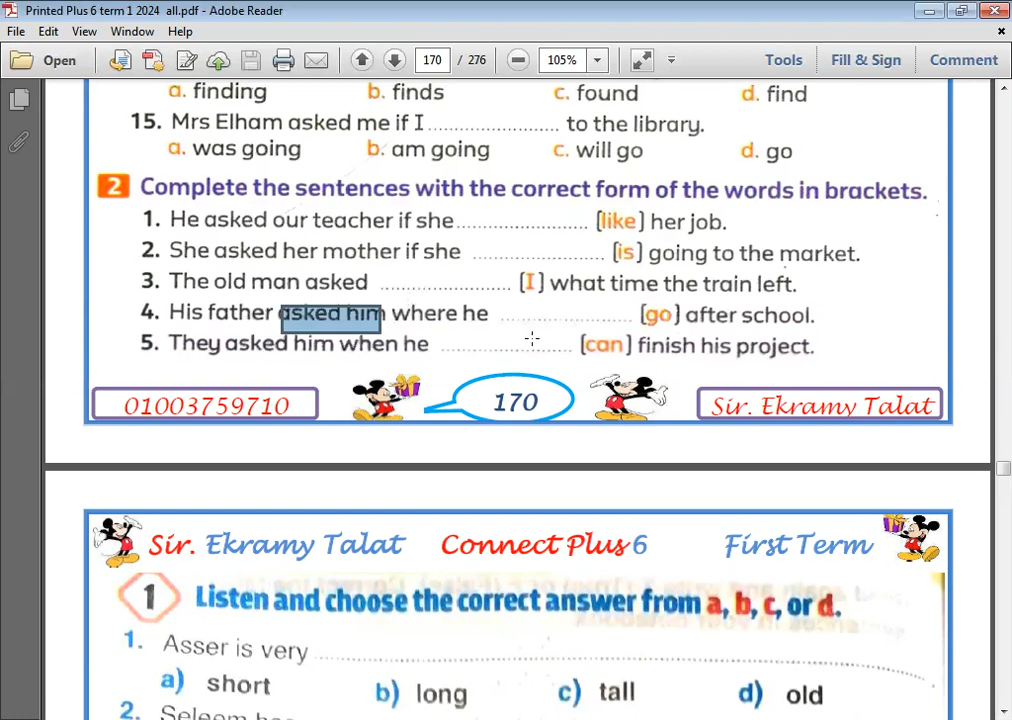 Printed Plus 6 term 1 2024 all.pdf - Adobe Reader
File Edit View Window Help
Open 170 / 276 105% Tools Fill & Sign Comment
a. finding b. finds c. found d. find
15. Mrs Elham asked me if I.......................... to the library.
a. was going b. am going c. will go d. go
2 Complete the sentences with the correct form of the words in brackets.
1. He asked our teacher if she.......................... [like] her job.
2. She asked her mother if she .......................... [is] going to the market.
3. The old man asked .......................... [I] what time the train left.
4. His father asked him where he .......................... [go] after school.
5. They asked him when he .......................... [can] finish his project.
01003759710 170 Sir. Ekramy Talat
Sir. Ekramy Talat Connect Plus 6 First Term
1 Listen and choose the correct answer from a, b, c, or d.
1. Asser is very ..........................
a) short b) long c) tall d) old
2. Seleem has